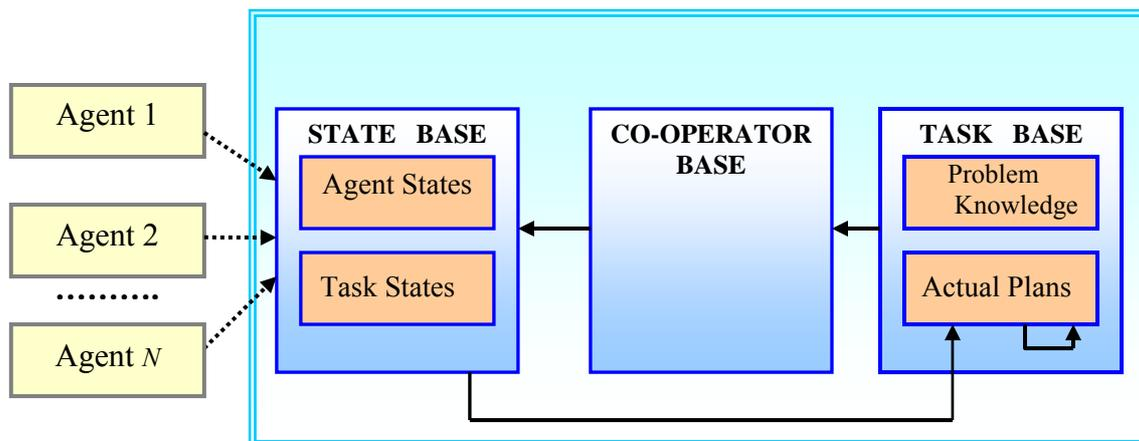 Agent 1
Agent 2
..........
Agent N
STATE BASE
Agent States
Task States
CO-OPERATOR
BASE
TASK BASE
Problem
Knowledge
Actual Plans